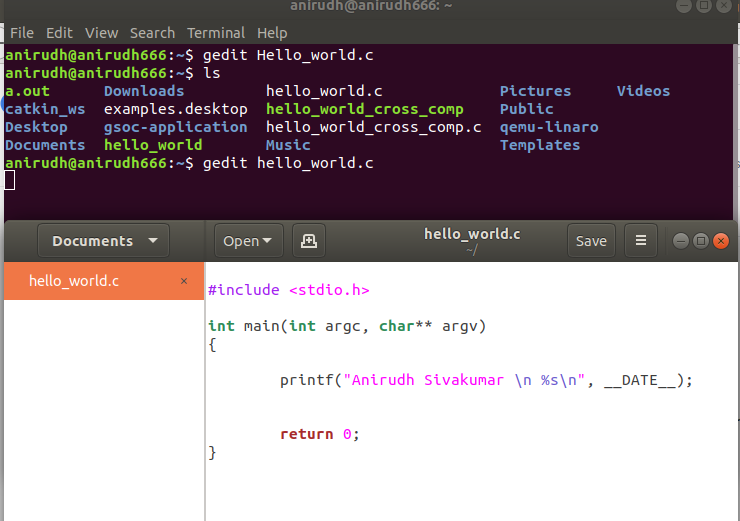 anirudh@anirudh666: ~
File Edit View Search Terminal Help
anirudh@anirudh666:~$ gedit Hello_world.c
anirudh@anirudh666:~$ ls
a.out Downloads hello_world.c Pictures Videos
catkin_ws examples.desktop hello_world_cross_comp Public
Desktop gsoc-application hello_world_cross_comp.c qemu-linaro
Documents hello_world Music Templates
anirudh@anirudh666:~$ gedit hello_world.c
Documents Open hello_world.c Save
~/
hello_world.c ×
#include <stdio.h>
int main(int argc, char** argv)
{
printf("Anirudh Sivakumar \n %s\n", __DATE__);
return 0;
}